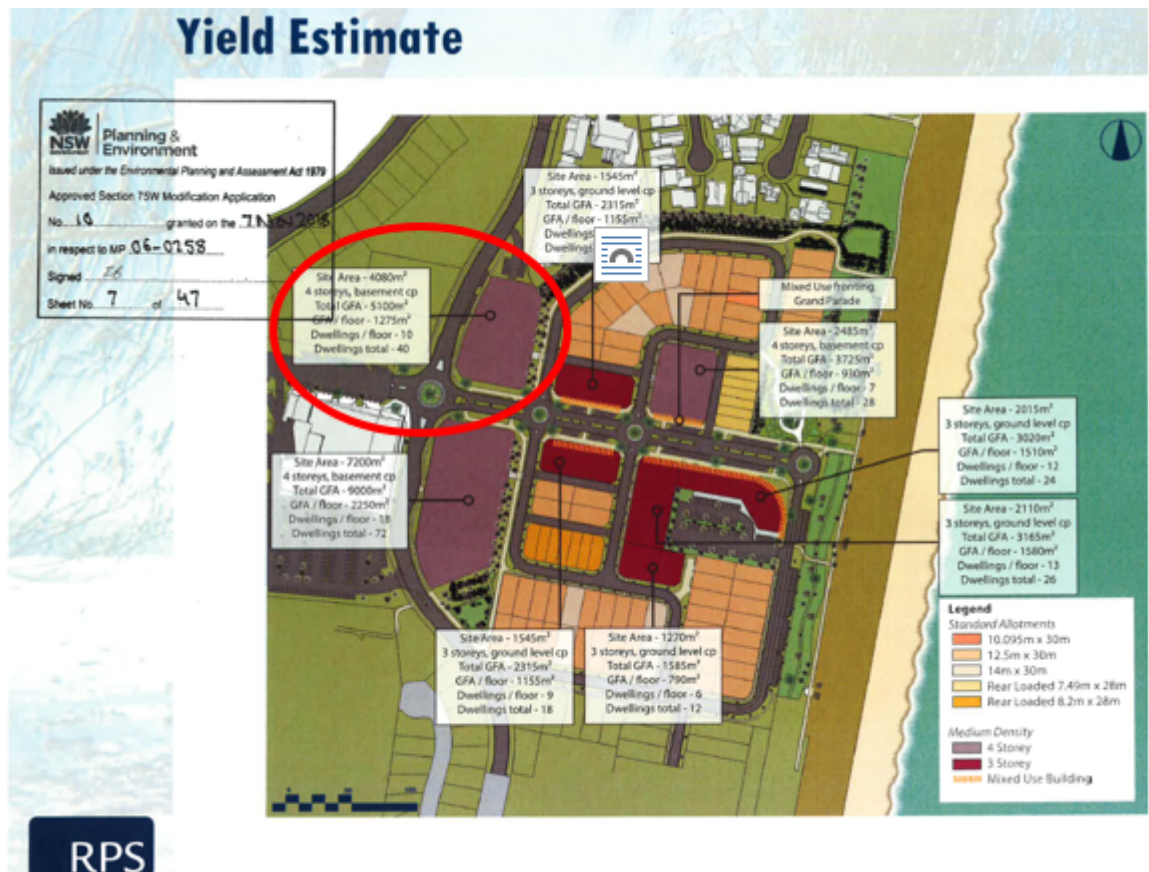 Yield Estimate
NSW
GOVERNMENT
Planning &
Environment
Issued under the Environmental Planning and Assessment Act 1979
Approved Section 75W Modification Application
No. 10 granted on the
in respect to MP 06-0258
Signed
Sheet No. 7 of 47
Site Area - 4080m²
4 storeys, basement cp
Total GFA - 5100m²
GFA / floor - 1275m²
Dwellings / floor - 10
Dwellings total - 40
Site Area - 1545m²
3 storeys, ground level cp
Total GFA - 2315m²
GFA / floor - 1155m²
Dwellings
Dwellings
Mixed Use fronting
Grand Parade
Site Area - 2485m²
4 storeys, basement cp
Total GFA - 3725m²
GFA / floor - 930m²
Dwellings / floor - 7
Dwellings total - 28
Site Area - 2015m²
3 storeys, ground level cp
Total GFA - 3020m²
GFA / floor - 1510m²
Dwellings / floor - 12
Dwellings total - 24
Site Area - 7200m²
4 storeys, basement cp
Total GFA - 9000m²
GFA / floor - 2250m²
Dwellings / floor - 18
Dwellings total - 72
Site Area - 2110m²
3 storeys, ground level cp
Total GFA - 3165m²
GFA / floor - 1580m²
Dwellings / floor - 13
Dwellings total - 26
Site Area - 1545m²
3 storeys, ground level cp
Total GFA - 2315m²
GFA / floor - 1155m²
Dwellings / floor - 9
Dwellings total - 18
Site Area - 1270m²
3 storeys, ground level cp
Total GFA - 1585m²
GFA / floor - 790m²
Dwellings / floor - 6
Dwellings total - 12
Legend
Standard Allotments
10.095m x 30m
12.5m x 30m
14m x 30m
Rear Loaded 7.49m x 28m
Rear Loaded 8.2m x 28m
Medium Density
4 Storey
3 Storey
Mixed Use Building
RPS